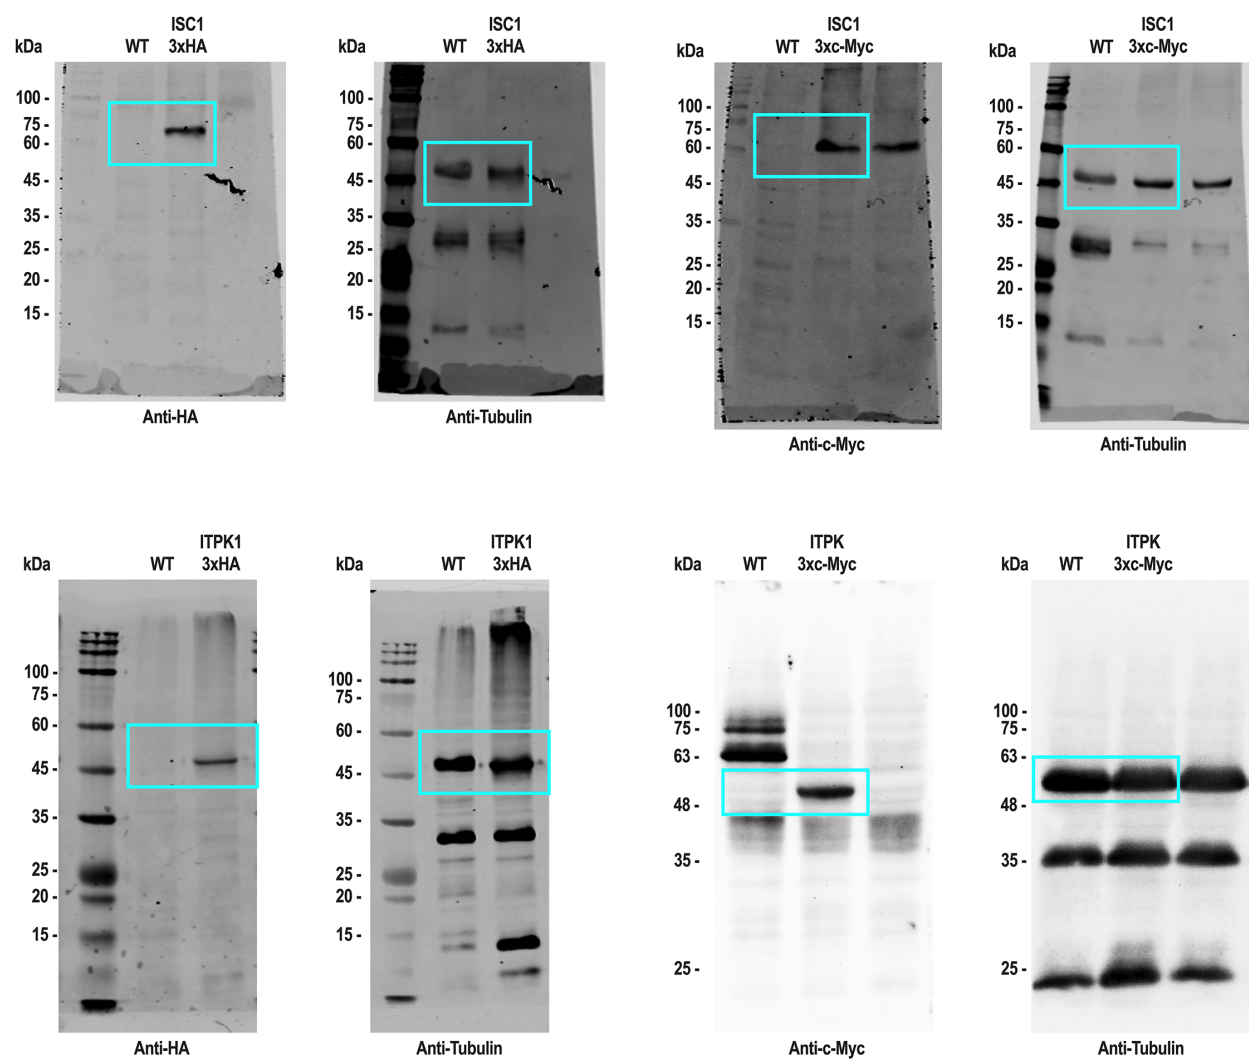 ISC1
kDa WT 3xHA
100 -
75 -
60 -
45 -
35 -
25 -
20 -
15 -
Anti-HA
ISC1
kDa WT 3xHA
100 -
75 -
60 -
45 -
35 -
25 -
20 -
15 -
Anti-Tubulin
ISC1
kDa WT 3xc-Myc
100 -
75 -
60 -
45 -
35 -
25 -
20 -
15 -
Anti-c-Myc
ISC1
kDa WT 3xc-Myc
100 -
75 -
60 -
45 -
35 -
25 -
20 -
15 -
Anti-Tubulin
ITPK1
kDa WT 3xHA
100 -
75 -
60 -
45 -
35 -
25 -
20 -
15 -
Anti-HA
ITPK1
kDa WT 3xHA
100 -
75 -
60 -
45 -
35 -
25 -
20 -
15 -
Anti-Tubulin
ITPK
kDa WT 3xc-Myc
100 -
75 -
63 -
48 -
35 -
25 -
Anti-c-Myc
ITPK
kDa WT 3xc-Myc
100 -
75 -
63 -
48 -
35 -
25 -
Anti-Tubulin